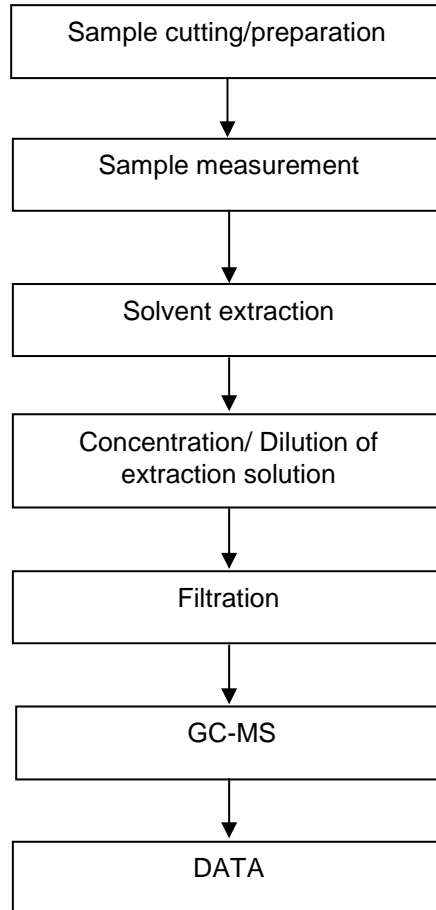 Sample cutting/preparation
Sample measurement
Solvent extraction
Concentration/ Dilution of
extraction solution
Filtration
GC-MS
DATA